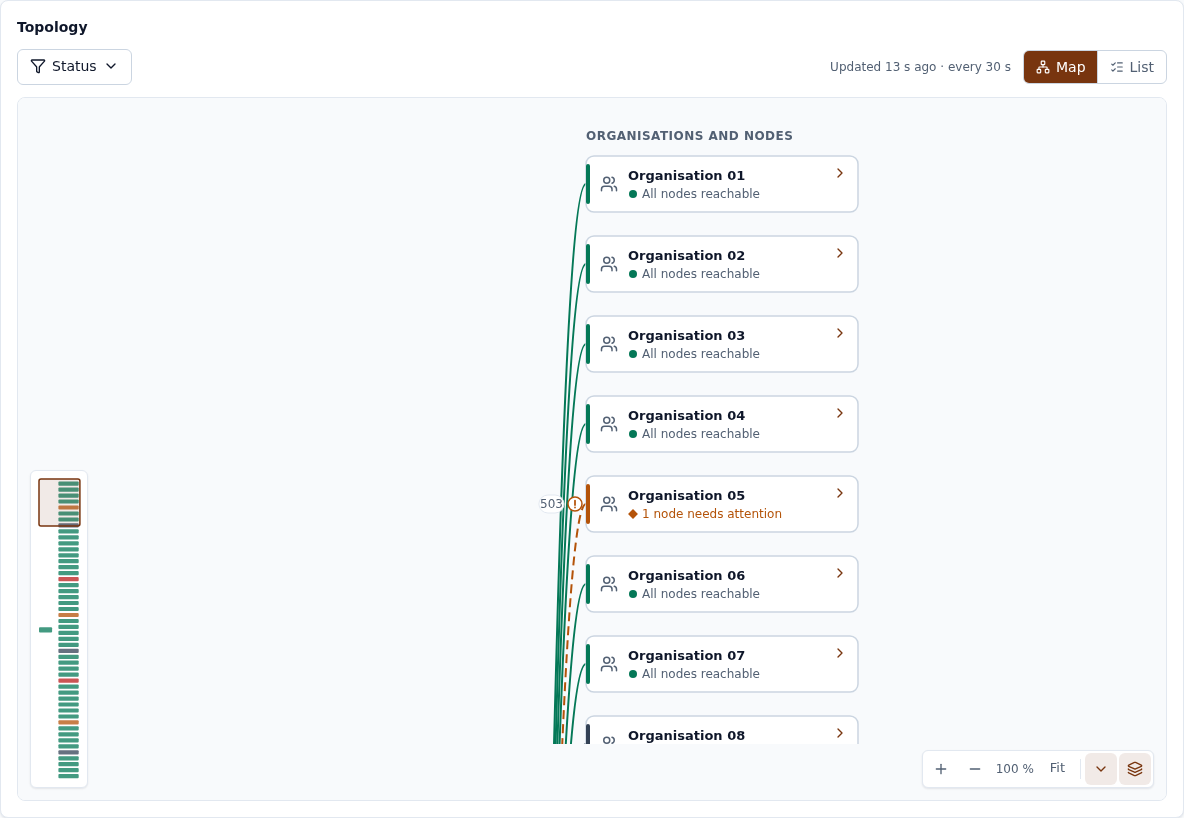 Topology
Status
Updated 13 s ago · every 30 s
Map
List
ORGANISATIONS AND NODES
Organisation 01
All nodes reachable
Organisation 02
All nodes reachable
Organisation 03
All nodes reachable
Organisation 04
All nodes reachable
503
Organisation 05
1 node needs attention
Organisation 06
All nodes reachable
Organisation 07
All nodes reachable
Organisation 08
100 %
Fit